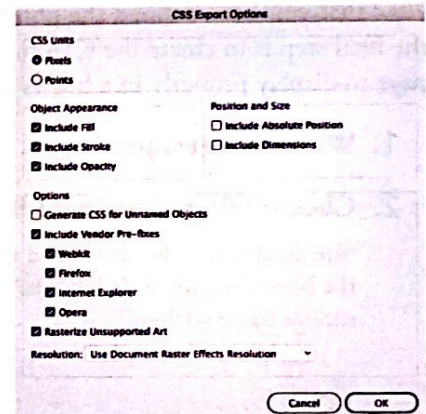 CSS Export Options
CSS Units
Pixels
Points
Object Appearance
Include Fill
Include Stroke
Include Opacity
Position and Size
Include Absolute Position
Include Dimensions
Options
Generate CSS for Unnamed Objects
Include Vendor Pre-fixes
Webkit
Firefox
Internet Explorer
Opera
Rasterize Unsupported Art
Resolution: Use Document Raster Effects Resolution
Cancel OK